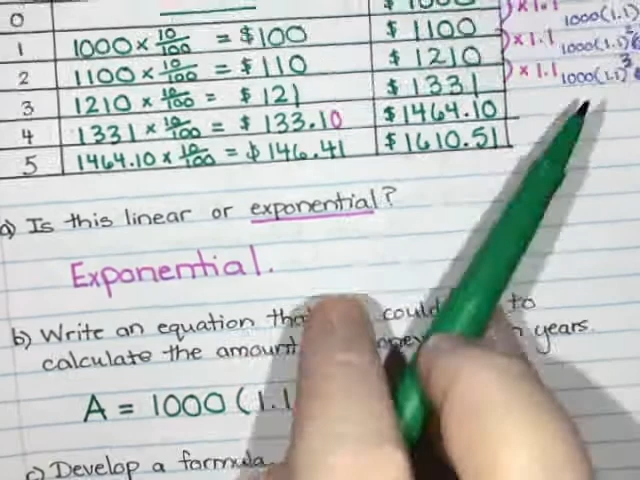 0 $ 1000 × 1.1 1000(1.1)
1 1000 × 10/100 = $100 $ 1100 × 1.1 1000(1.1)²
2 1100 × 10/100 = $110 $ 1210 × 1.1 1000(1.1)³
3 1210 × 10/100 = $ 121 $ 1331
4 1331 × 10/100 = $ 133.10 $ 1464.10
5 1464.10 × 10/100 = $ 146.41 $ 1610.51
a) Is this linear or exponential?
Exponential.
b) Write an equation could to
calculate the amount years.
A = 1000 (1.1
c) Develop a formula